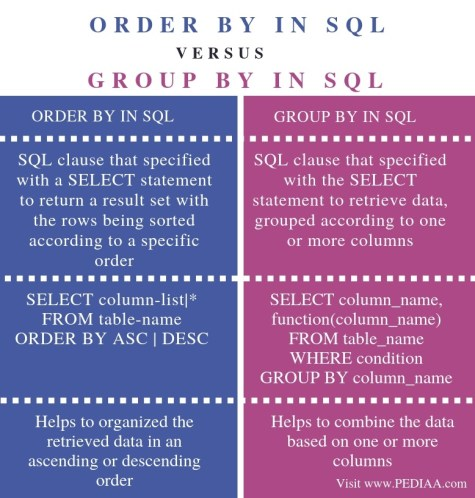 ORDER BY IN SQL
VERSUS
GROUP BY IN SQL
ORDER BY IN SQL
SQL clause that specified
with a SELECT statement
to return a result set with
the rows being sorted
according to a specific
order
SELECT column-list|*
FROM table-name
ORDER BY ASC | DESC
Helps to organized the
retrieved data in an
ascending or descending
order
GROUP BY IN SQL
SQL clause that specified
with the SELECT
statement to retrieve data,
grouped according to one
or more columns
SELECT column_name,
function(column_name)
FROM table_name
WHERE condition
GROUP BY column_name
Helps to combine the data
based on one or more
columns
Visit www.PEDIAA.com